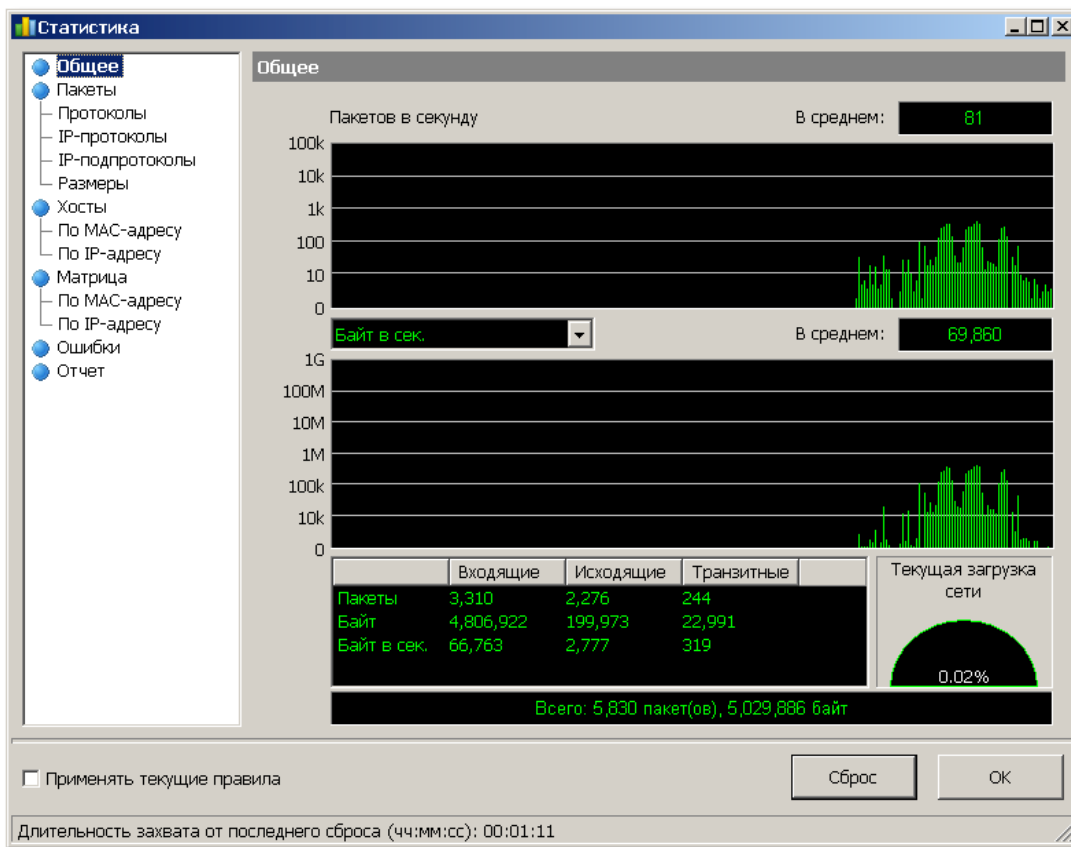 Статистика
Общее
Пакеты
Протоколы
IP-протоколы
IP-подпротоколы
Размеры
Хосты
По MAC-адресу
По IP-адресу
Матрица
По MAC-адресу
По IP-адресу
Ошибки
Отчет
Общее
Пакетов в секунду В среднем: 81
100k
10k
1k
100
10
0
Байт в сек. В среднем: 69,860
1G
100M
10M
1M
100k
10k
0
Входящие Исходящие Транзитные
Пакеты 3,310 2,276 244
Байт 4,806,922 199,973 22,991
Байт в сек. 66,763 2,777 319
Текущая загрузка
сети
0.02%
Всего: 5,830 пакет(ов), 5,029,886 байт
Применять текущие правила
Сброс OK
Длительность захвата от последнего сброса (чч:мм:сс): 00:01:11